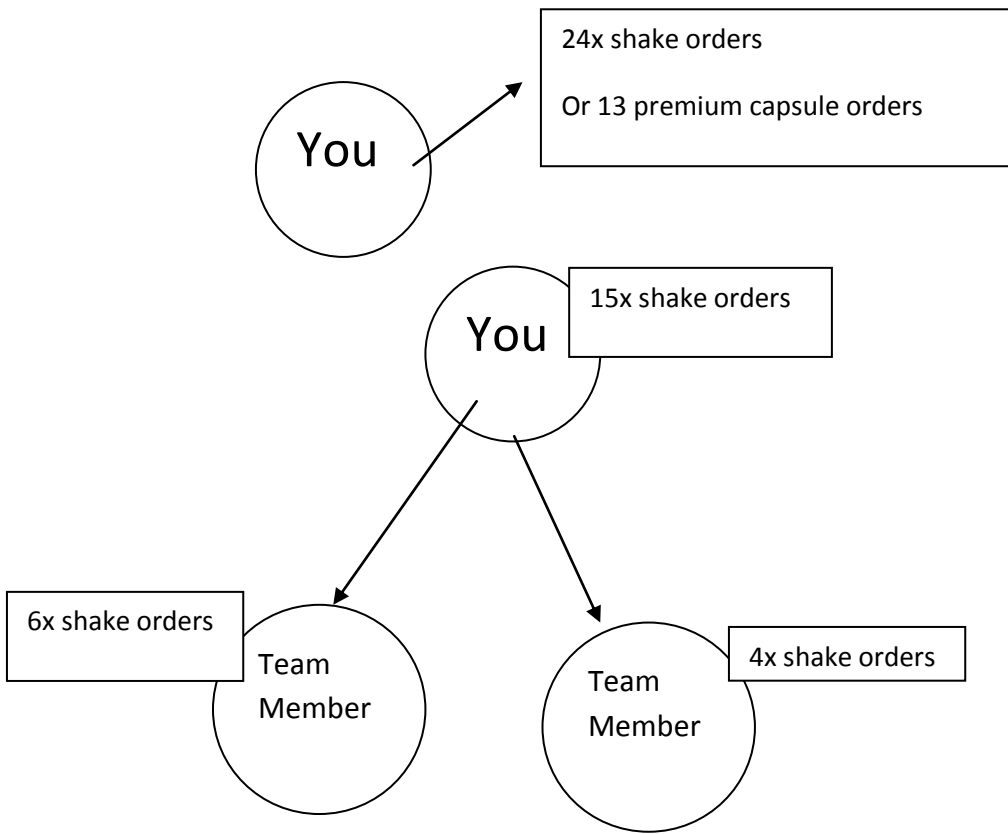 24x shake orders
Or 13 premium capsule orders
You
15x shake orders
You
6x shake orders
Team
Member
4x shake orders
Team
Member